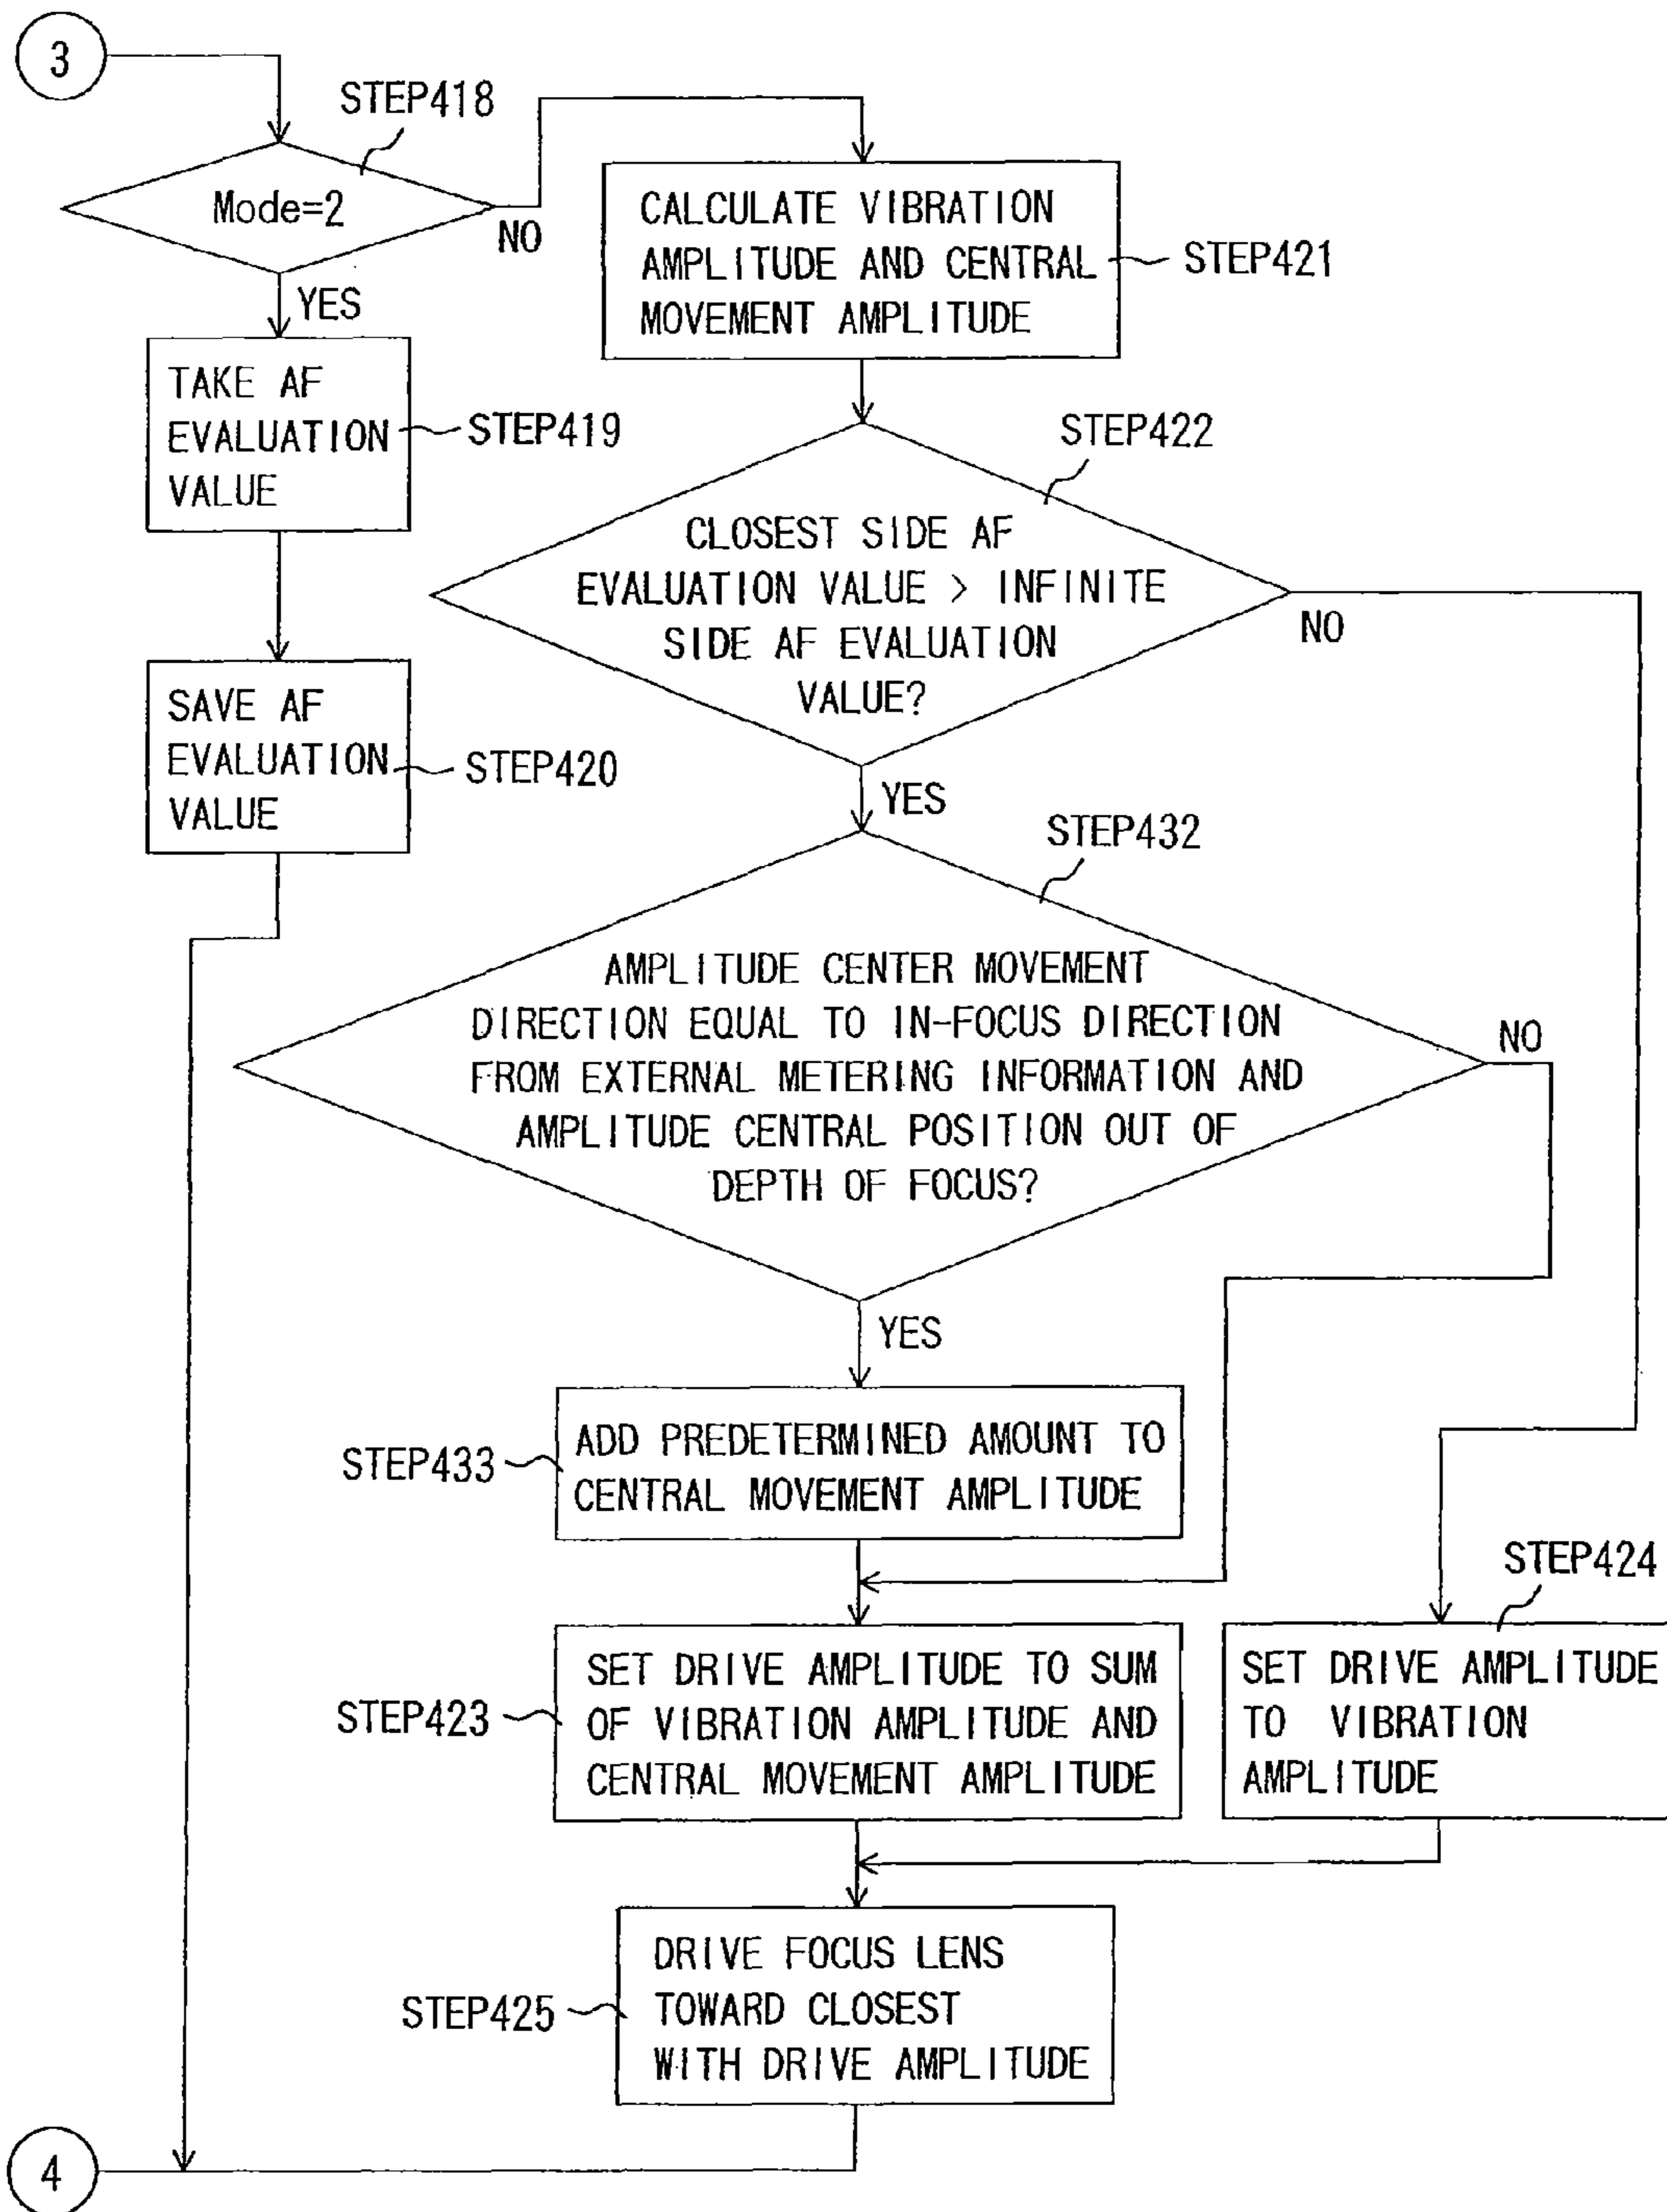 3
STEP418
Mode=2
NO
YES
TAKE AF
EVALUATION
VALUE
STEP419
SAVE AF
EVALUATION
VALUE
STEP420
CALCULATE VIBRATION
AMPLITUDE AND CENTRAL
MOVEMENT AMPLITUDE
STEP421
STEP422
CLOSEST SIDE AF
EVALUATION VALUE > INFINITE
SIDE AF EVALUATION
VALUE?
NO
YES
STEP432
AMPLITUDE CENTER MOVEMENT
DIRECTION EQUAL TO IN-FOCUS DIRECTION
FROM EXTERNAL METERING INFORMATION AND
AMPLITUDE CENTRAL POSITION OUT OF
DEPTH OF FOCUS?
NO
YES
STEP433
ADD PREDETERMINED AMOUNT TO
CENTRAL MOVEMENT AMPLITUDE
STEP423
SET DRIVE AMPLITUDE TO SUM
OF VIBRATION AMPLITUDE AND
CENTRAL MOVEMENT AMPLITUDE
STEP424
SET DRIVE AMPLITUDE
TO VIBRATION
AMPLITUDE
STEP425
DRIVE FOCUS LENS
TOWARD CLOSEST
WITH DRIVE AMPLITUDE
4